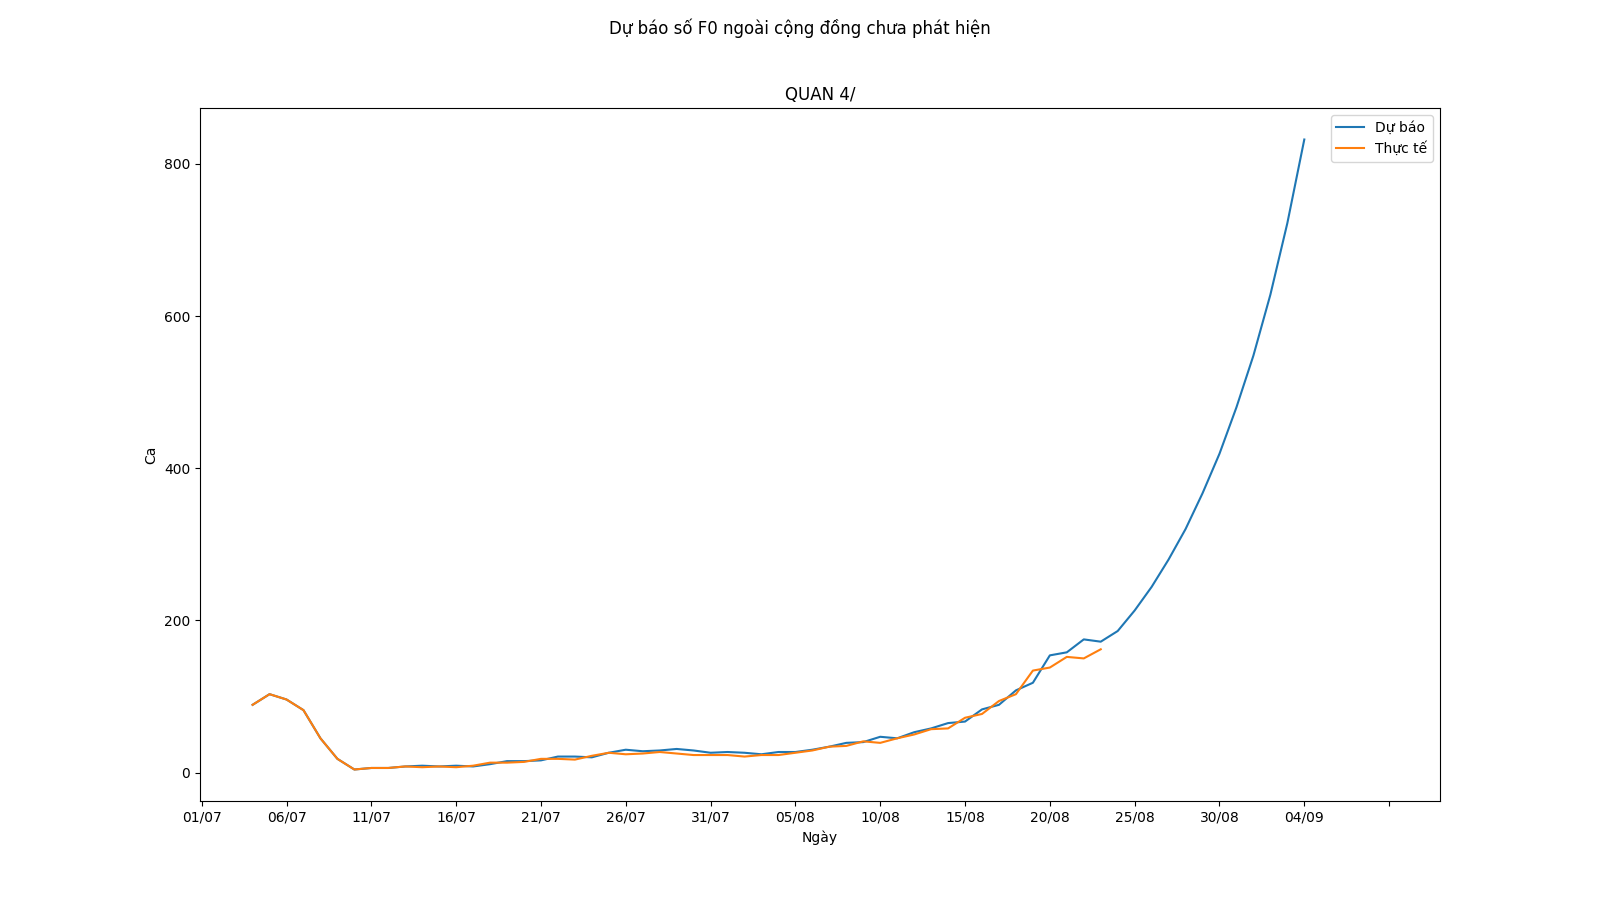 Dự báo số F0 ngoài cộng đồng chưa phát hiện
QUAN 4/
Dự báo
Thực tế
800
600
400
200
0
Ca
01/07 06/07 11/07 16/07 21/07 26/07 31/07 05/08 10/08 15/08 20/08 25/08 30/08 04/09
Ngày